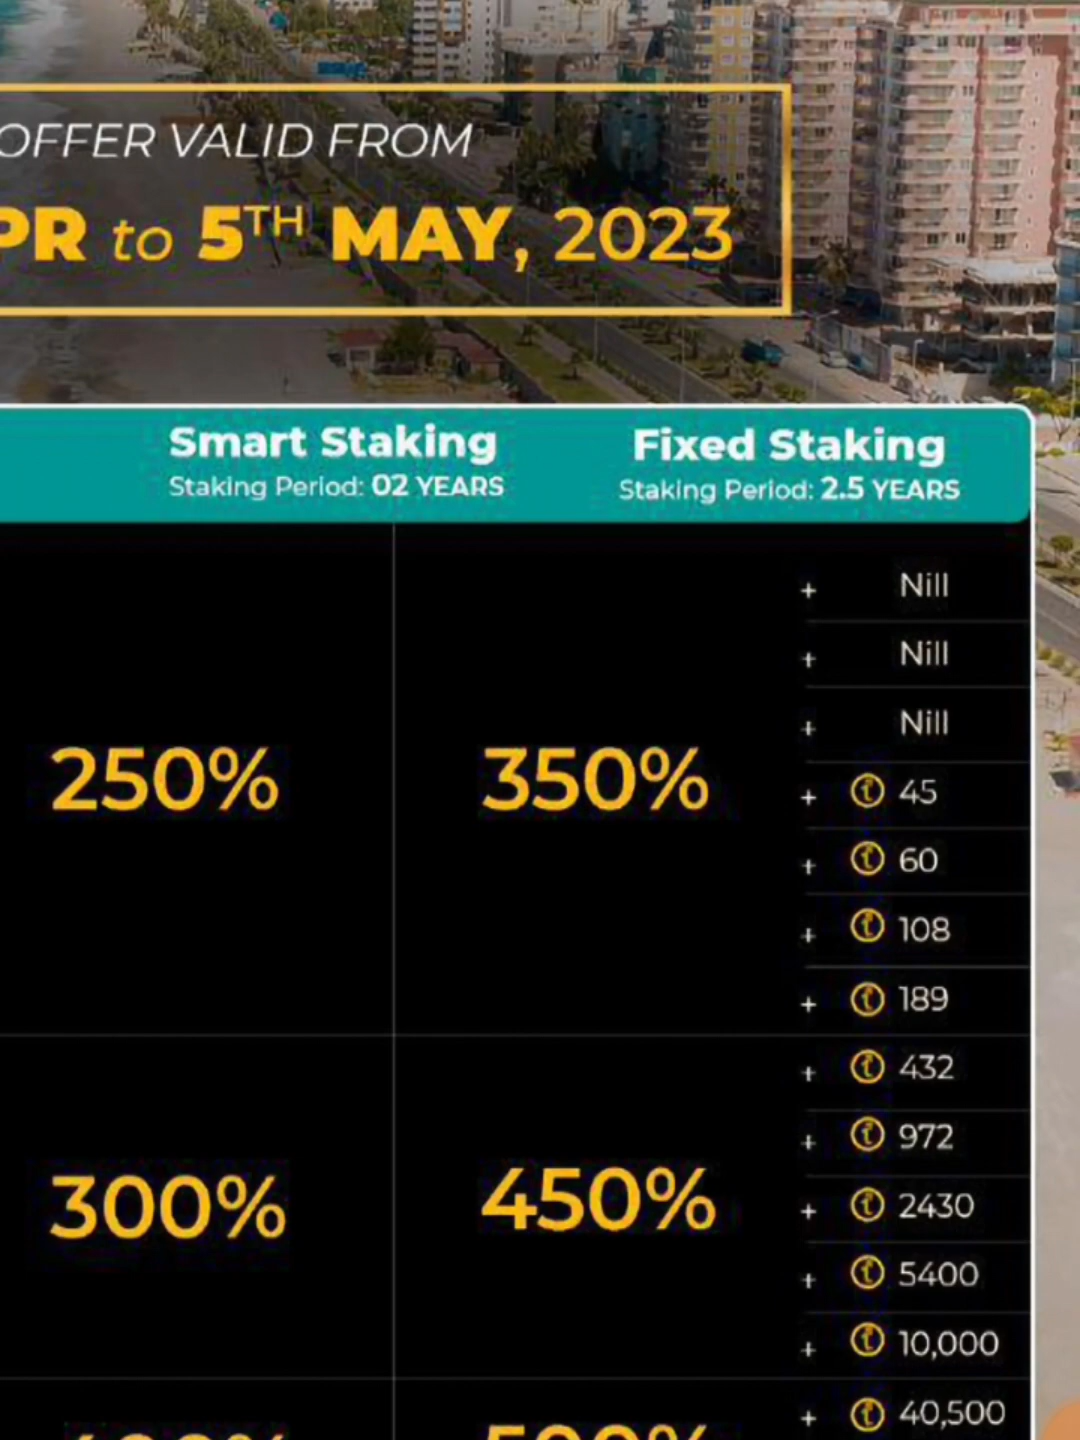 OFFER VALID FROM
PR to 5TH MAY, 2023
Smart Staking
Staking Period: 02 YEARS
Fixed Staking
Staking Period: 2.5 YEARS
+ Nill
+ Nill
+ Nill
250%
350%
+ 45
+ 60
+ 108
+ 189
+ 432
+ 972
300%
450%
+ 2430
+ 5400
+ 10,000
+ 40,500